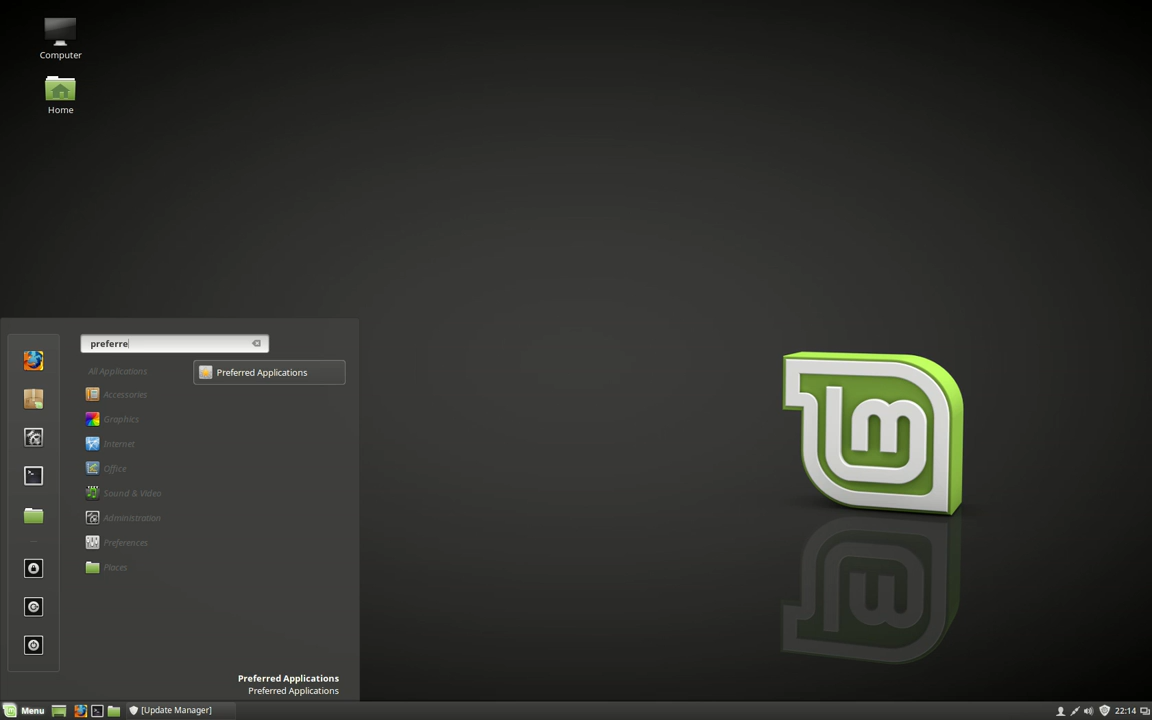 Computer
Home
preferre
All Applications
Preferred Applications
Accessories
Graphics
Internet
Office
Sound & Video
Administration
Preferences
Places
Preferred Applications
Preferred Applications
Menu
[Update Manager]
22:14